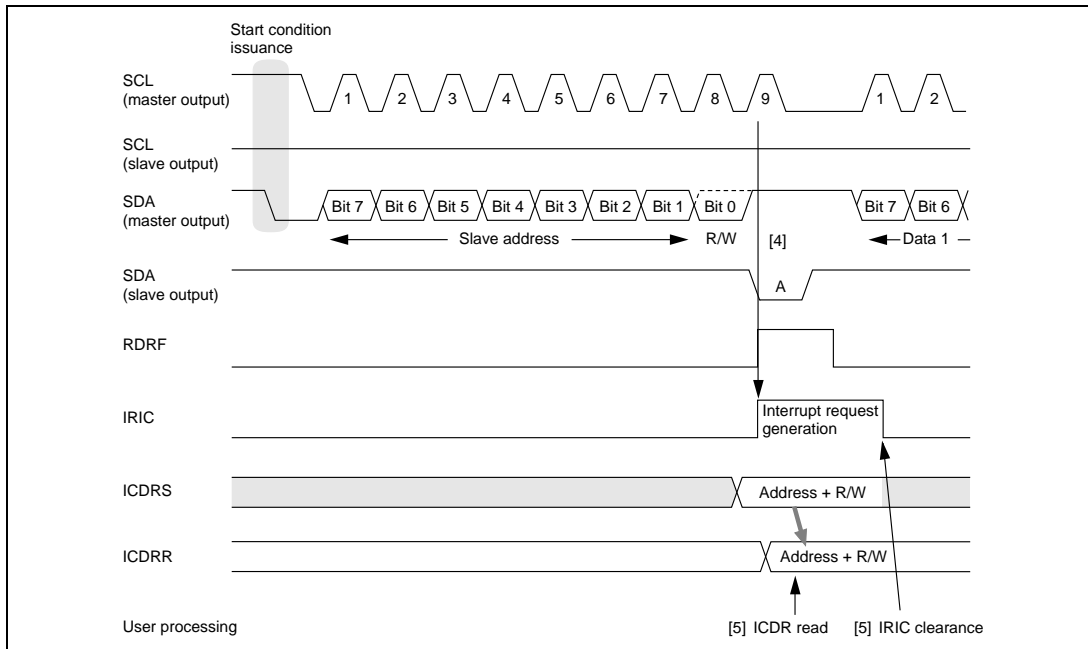 Start condition
issuance
SCL
(master output)
1 2 3 4 5 6 7 8 9 1 2
SCL
(slave output)
SDA
(master output)
Bit 7 Bit 6 Bit 5 Bit 4 Bit 3 Bit 2 Bit 1 Bit 0 Bit 7 Bit 6
Slave address R/W [4] Data 1
SDA
(slave output)
A
RDRF
IRIC
Interrupt request
generation
ICDRS
Address + R/W
ICDRR
Address + R/W
User processing
[5] ICDR read [5] IRIC clearance